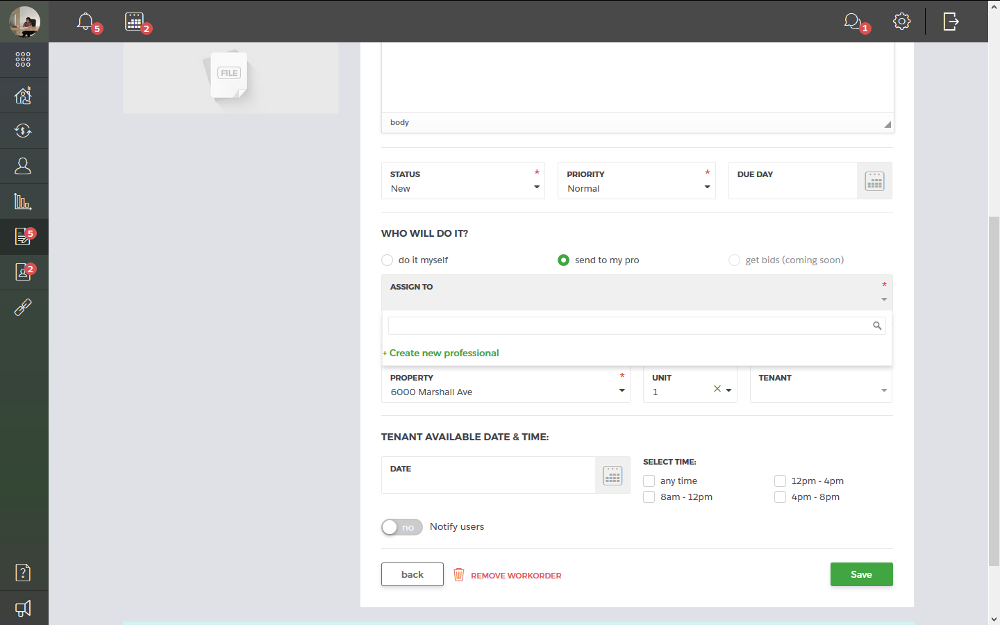 5
2
1
FILE
body
STATUS *
New
PRIORITY *
Normal
DUE DAY
WHO WILL DO IT?
do it myself
send to my pro
get bids (coming soon)
ASSIGN TO *
+ Create new professional
PROPERTY *
6000 Marshall Ave
UNIT
1
TENANT
TENANT AVAILABLE DATE & TIME:
DATE
SELECT TIME:
any time
12pm - 4pm
8am - 12pm
4pm - 8pm
no
Notify users
back
REMOVE WORKORDER
Save
5
2
?